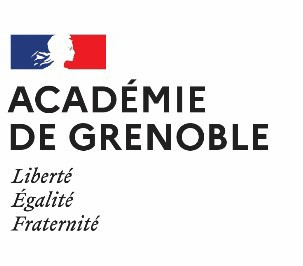 ACADÉMIE
DE GRENOBLE
Liberté
Égalité
Fraternité